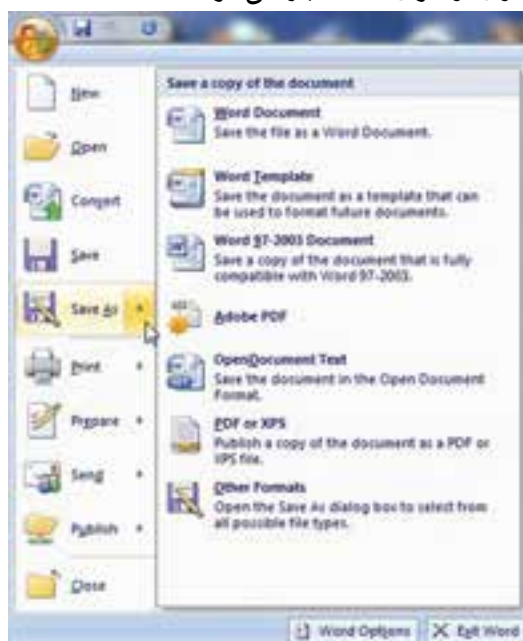 New
Open
Convert
Save
Save As
Print
Prepare
Send
Publish
Close
Save a copy of the document
Word Document
Save the file as a Word Document.
Word Template
Save the document as a template that can
be used to format future documents.
Word 97-2003 Document
Save a copy of the document that is fully
compatible with Word 97-2003.
Adobe PDF
OpenDocument Text
Save the document in the Open Document
Format.
PDF or XPS
Publish a copy of the document as a PDF or
XPS file.
Other Formats
Open the Save As dialog box to select from
all possible file types.
Word Options
Exit Word